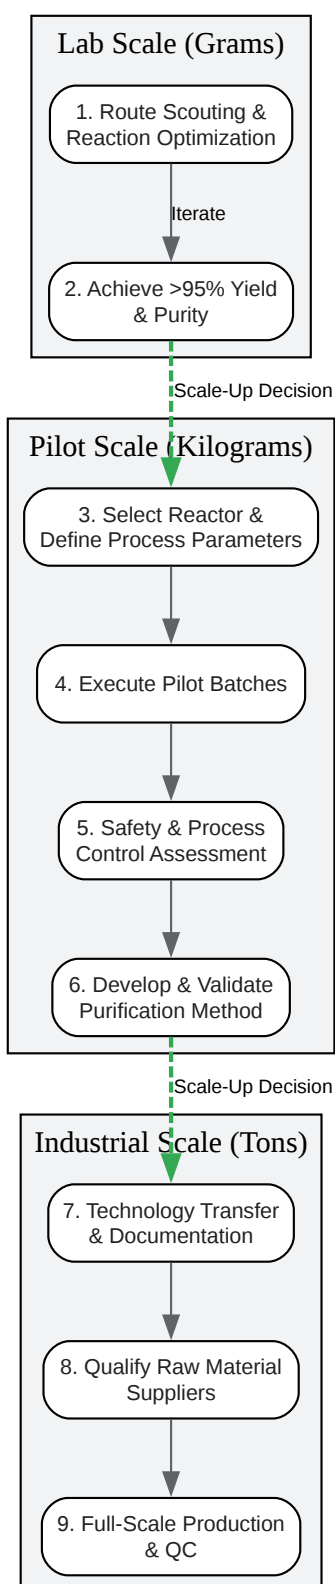 Lab Scale (Grams)
1. Route Scouting &
Reaction Optimization
Iterate
2. Achieve >95% Yield
& Purity
Scale-Up Decision
Pilot Scale (Kilograms)
3. Select Reactor &
Define Process Parameters
4. Execute Pilot Batches
5. Safety & Process
Control Assessment
6. Develop & Validate
Purification Method
Scale-Up Decision
Industrial Scale (Tons)
7. Technology Transfer
& Documentation
8. Qualify Raw Material
Suppliers
9. Full-Scale Production
& QC